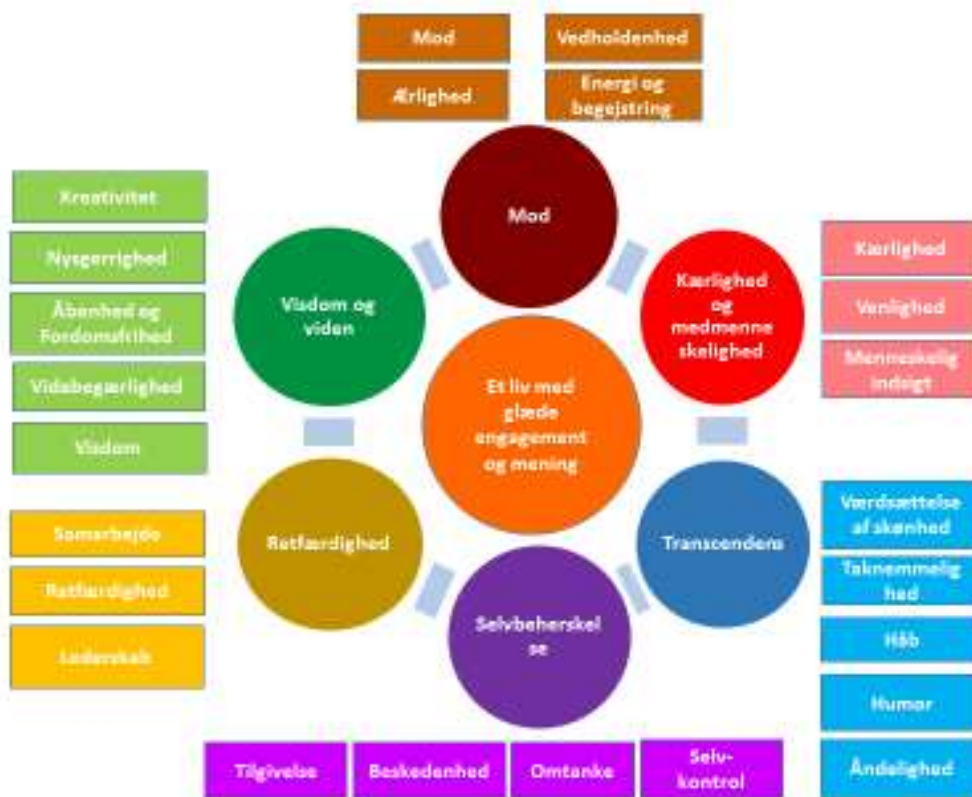 Mod
Vedholdenhed
Ærlighed
Energi og
begejstring
Mod
Kreativitet
Nysgerrighed
Åbenhed og
Fordomsfrihed
Videbegærlighed
Visdom
Visdom og
viden
Kærlighed
og
medmenne
skelighed
Kærlighed
Venlighed
Menneskelig
indsigt
Et liv med
glæde
engagement
og mening
Samarbejde
Retfærdighed
Lederskab
Retfærdighed
Selvbeherskel
se
Transcendens
Værdsættelse
af skønhed
Taknemmelig
hed
Håb
Humor
Åndelighed
Tilgivelse
Beskedenhed
Omtanke
Selv-
kontrol